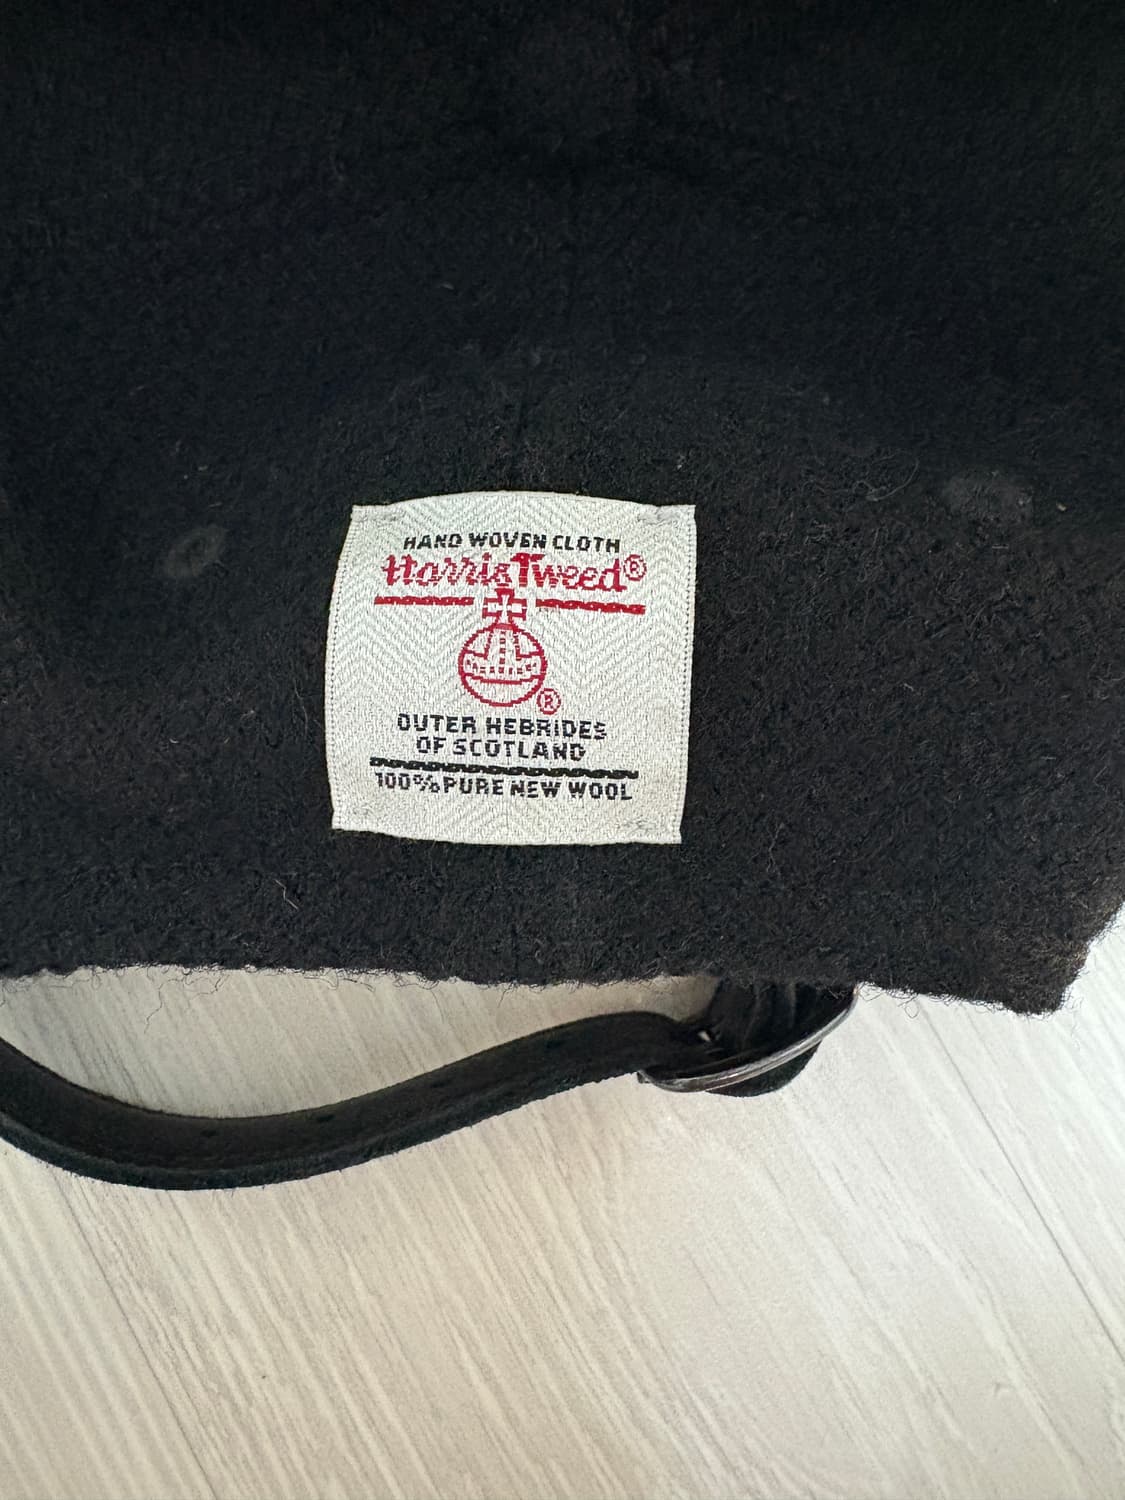 HAND WOVEN CLOTH
Harris Tweed®
®
OUTER HEBRIDES
OF SCOTLAND
100% PURE NEW WOOL